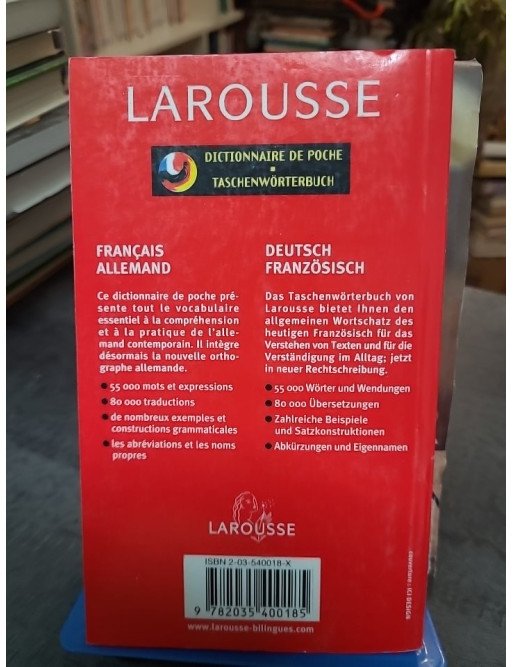 LAROUSSE
DICTIONNAIRE DE POCHE
TASCHENWÖRTERBUCH
FRANÇAIS
ALLEMAND
Ce dictionnaire de poche pré-
sente tout le vocabulaire
essentiel à la compréhension
et à la pratique de l'alle-
mand contemporain. Il intègre
désormais la nouvelle ortho-
graphe allemande.
● 55 000 mots et expressions
● 80 000 traductions
● de nombreux exemples et
constructions grammaticales
● les abréviations et les noms
propres
DEUTSCH
FRANZÖSISCH
Das Taschenwörterbuch von
Larousse bietet Ihnen den
allgemeinen Wortschatz des
heutigen Französisch für das
Verstehen von Texten und für die
Verständigung im Alltag; jetzt
in neuer Rechtschreibung.
● 55 000 Wörter und Wendungen
● 80 000 Übersetzungen
● Zahlreiche Beispiele
und Satzkonstruktionen
● Abkürzungen und Eigennamen
LAROUSSE
ISBN 2-03-540018-X
9 782035 400185
www.larousse-bilingues.com
couverture : ICI DESIGN